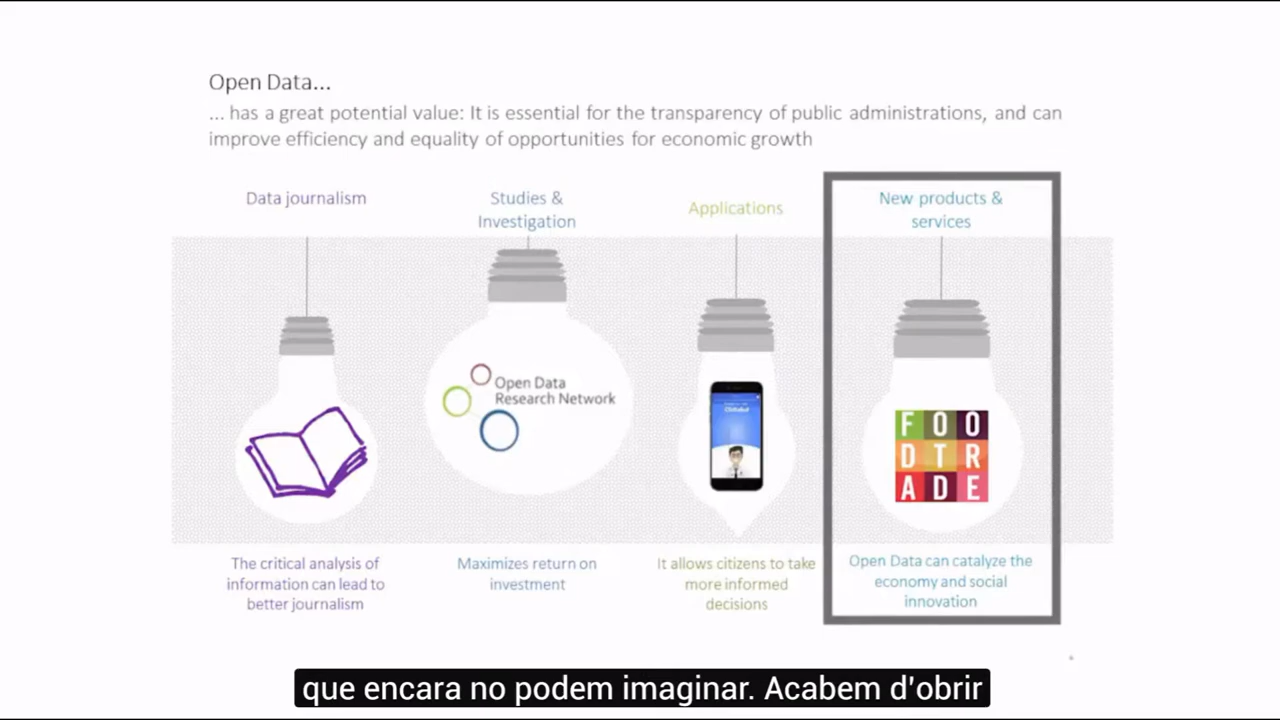 Open Data...
... has a great potential value: It is essential for the transparency of public administrations, and can
improve efficiency and equality of opportunities for economic growth
Data journalism
Studies &
Investigation
Applications
New products &
services
Open Data
Research Network
FOO
DTR
ADE
The critical analysis of
information can lead to
better journalism
Maximizes return on
investment
It allows citizens to take
more informed
decisions
Open Data can catalyze the
economy and social
innovation
que encara no podem imaginar. Acabem d'obrir